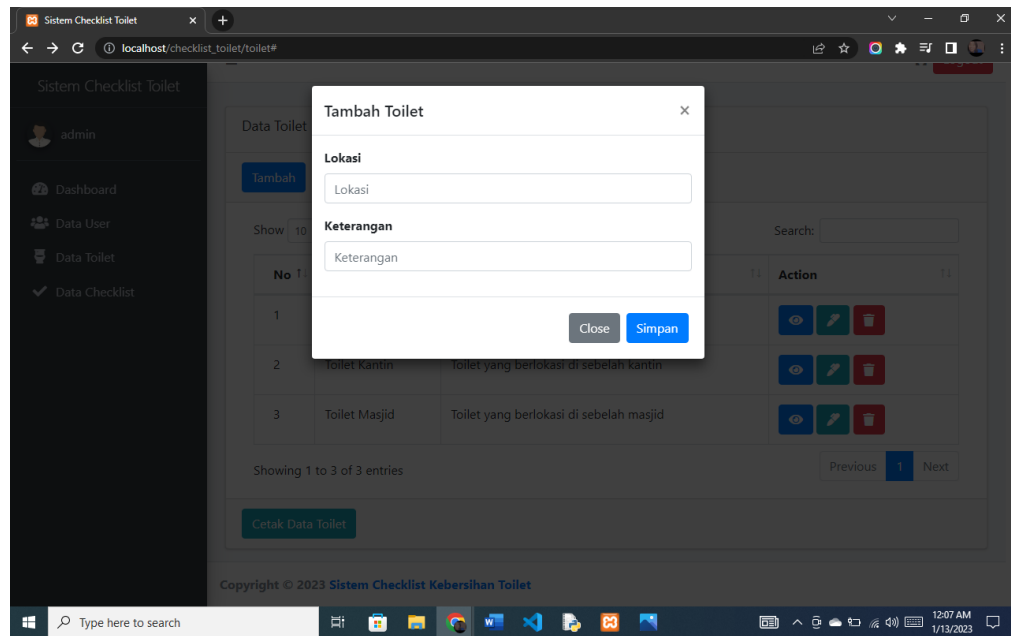 Sistem Checklist Toilet
localhost/checklist_toilet/toilet#
Sistem Checklist Toilet
admin
Dashboard
Data User
Data Toilet
Data Checklist
Logout
Data Toilet
Tambah
Show 10
Search:
No Action
1
2 Toilet Kantin Toilet yang berlokasi di sebelah kantin
3 Toilet Masjid Toilet yang berlokasi di sebelah masjid
Showing 1 to 3 of 3 entries
Previous 1 Next
Cetak Data Toilet
Copyright © 2023 Sistem Checklist Kebersihan Toilet
Tambah Toilet ×
Lokasi
Lokasi
Keterangan
Keterangan
Close Simpan
Type here to search
12:07 AM
1/13/2023